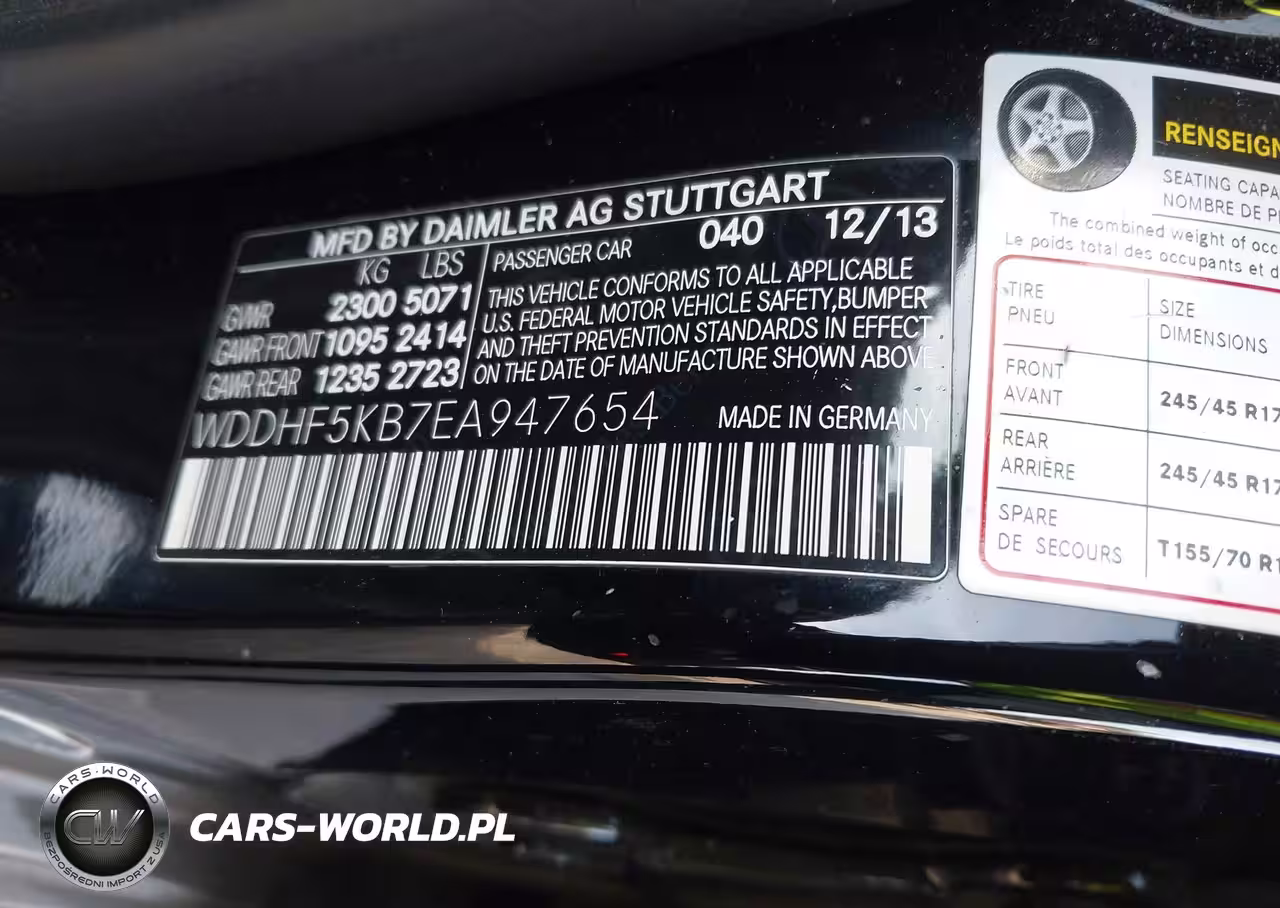 MFD BY DAIMLER AG STUTTGART
KG LBS
GVWR 2300 5071
GAWR FRONT 1095 2414
GAWR REAR 1235 2723
PASSENGER CAR 040 12/13
THIS VEHICLE CONFORMS TO ALL APPLICABLE
U.S. FEDERAL MOTOR VEHICLE SAFETY,BUMPER
AND THEFT PREVENTION STANDARDS IN EFFECT
ON THE DATE OF MANUFACTURE SHOWN ABOVE
WDDHF5KB7EA947654 MADE IN GERMANY
RENSEIGN
SEATING CAPA
NOMBRE DE P
The combined weight of occ
Le poids total des occupants et d
TIRE
PNEU
SIZE
DIMENSIONS
FRONT
AVANT
245/45 R17
REAR
ARRIÈRE
245/45 R17
SPARE
DE SECOURS
T155/70 R1
CARS-WORLD
CW
BEZPOŚREDNI IMPORT Z USA
CARS-WORLD.PL